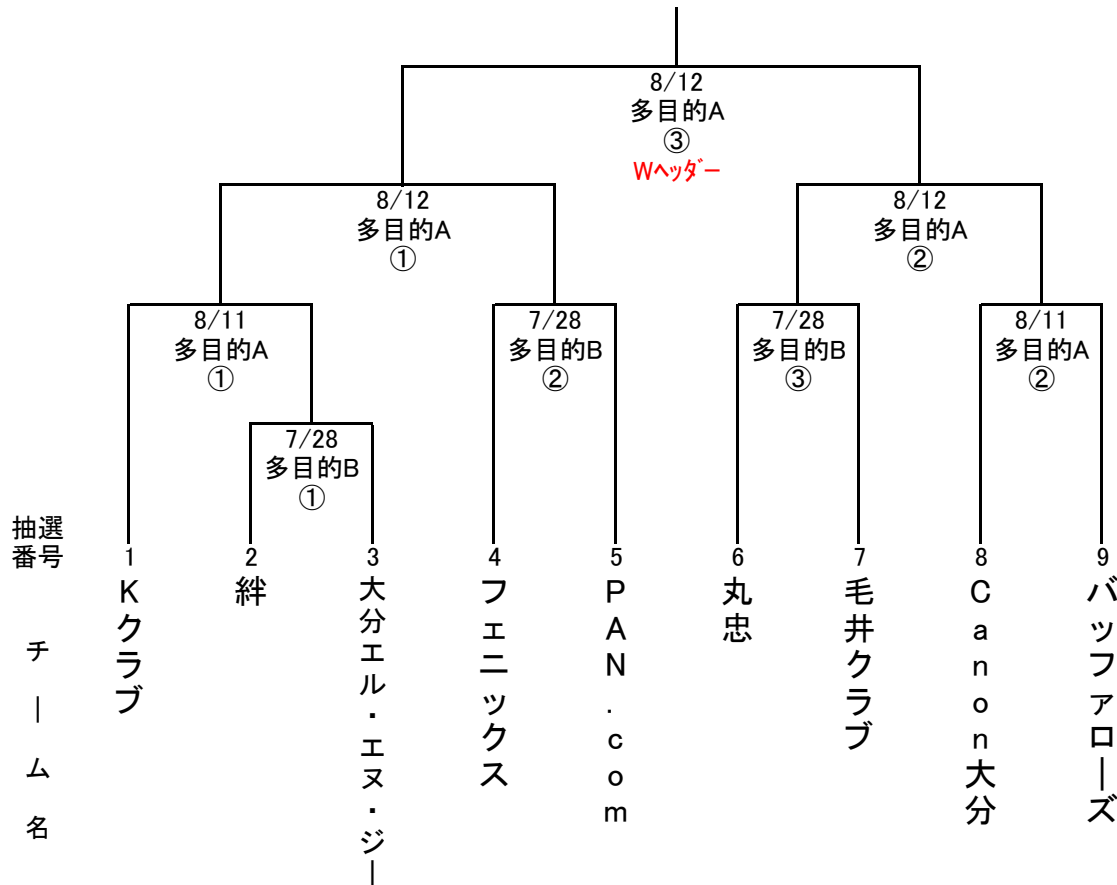 8/12
多目的A
③
Wヘッダー
8/12
多目的A
①
8/12
多目的A
②
8/11
多目的A
①
7/28
多目的B
②
7/28
多目的B
③
8/11
多目的A
②
7/28
多目的B
①
抽選
番号
1
2
3
4
5
6
7
8
9
チーム名
Kクラブ
絆
大分エル・エヌ・ジー
フェニックス
PAN.com
丸忠
毛井クラブ
Canon大分
バッファローズ